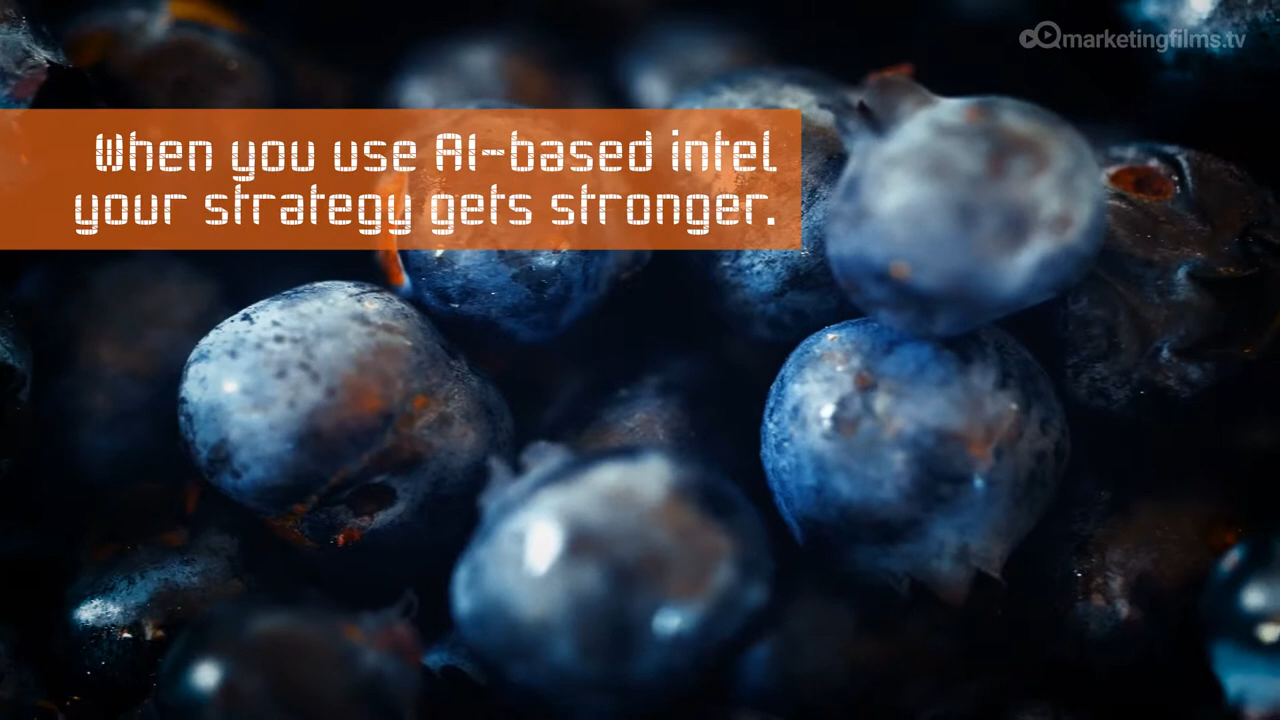 marketingfilms.tv
When you use AI-based intel
your strategy gets stronger.